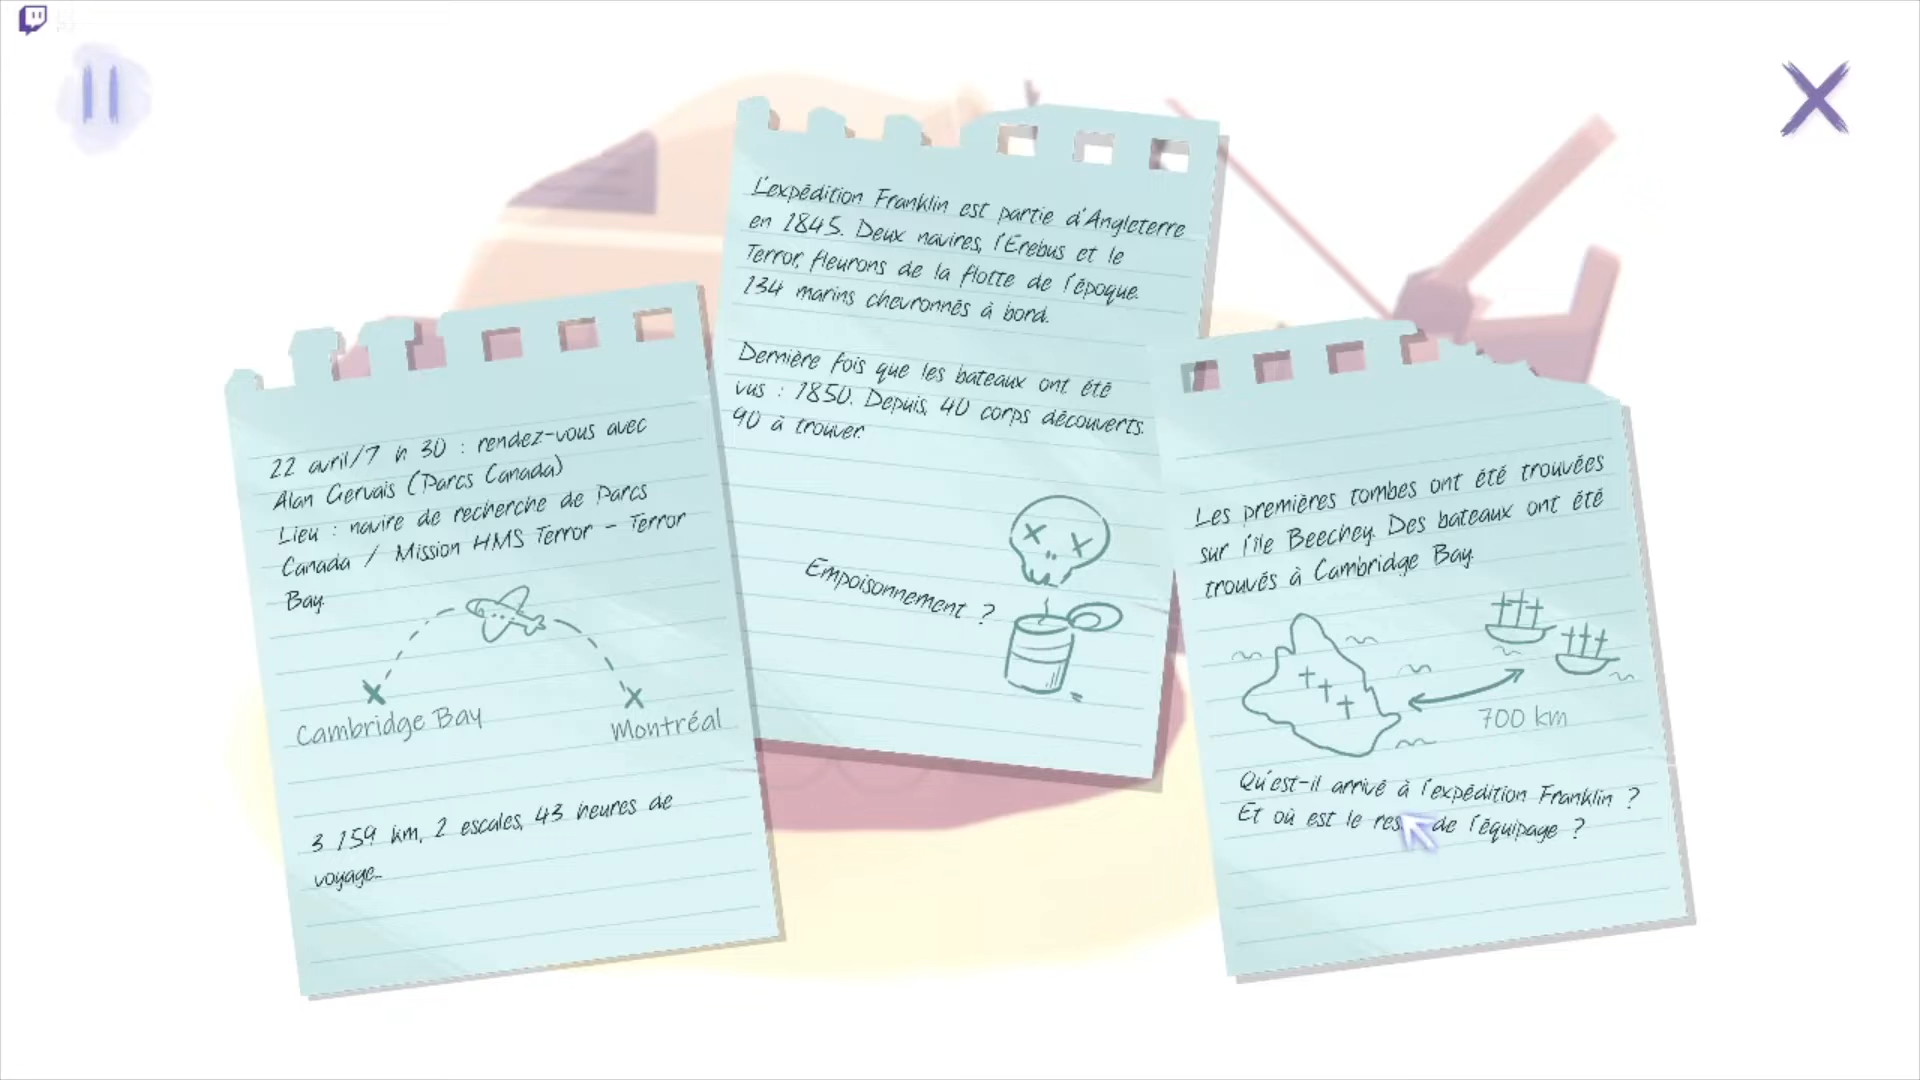 22 avril/7 h 30 : rendez-vous avec
Alan Gervais (Parcs Canada)
Lieu : navire de recherche de Parcs
Canada / Mission HMS Terror – Terror
Bay.
Cambridge Bay
Montréal
3 159 km, 2 escales, 43 heures de
voyage...
L'expédition Franklin est partie d'Angleterre
en 1845. Deux navires, l'Erebus et le
Terror, fleurons de la flotte de l'époque.
134 marins chevronnés à bord.
Dernière fois que les bateaux ont été
vus : 1850. Depuis, 40 corps découverts.
90 à trouver.
Empoisonnement ?
Les premières tombes ont été trouvées
sur l'île Beechey. Des bateaux ont été
trouvés à Cambridge Bay.
700 km
Qu'est-il arrivé à l'expédition Franklin ?
Et où est le de l'équipage ?